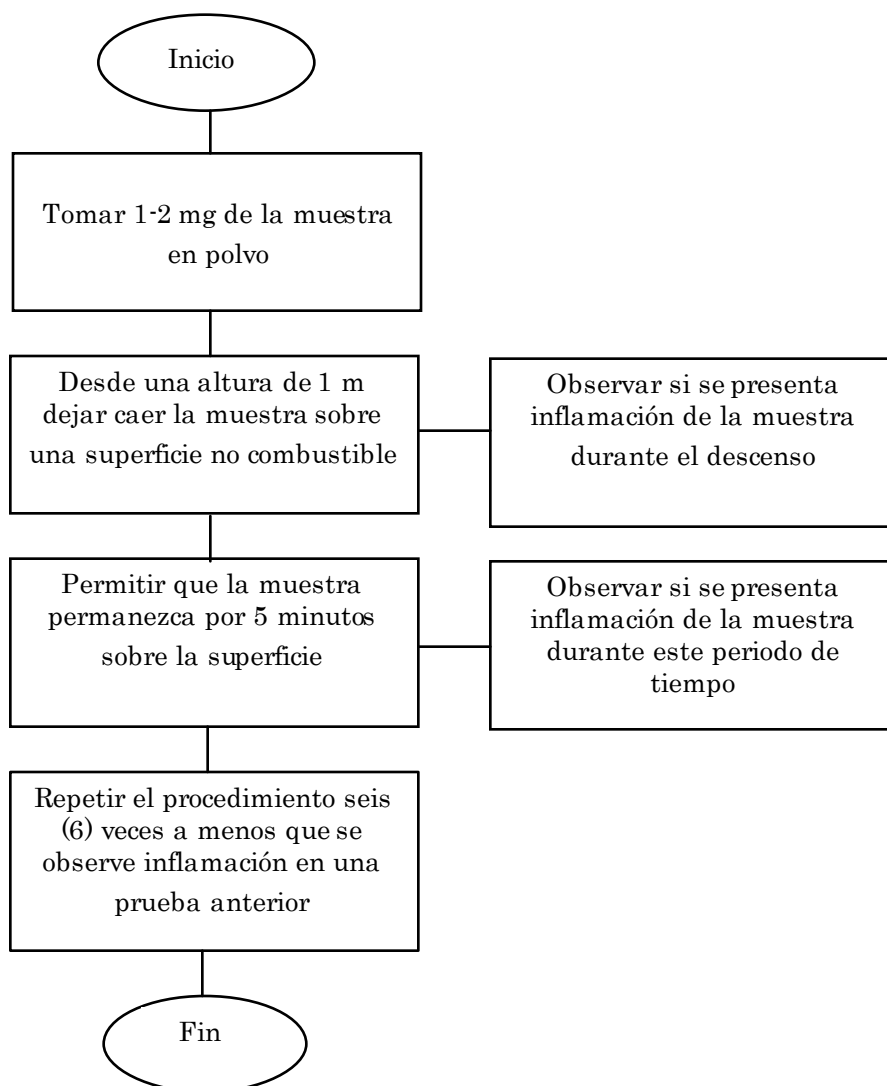 Inicio
Tomar 1-2 mg de la muestra
en polvo
Desde una altura de 1 m
dejar caer la muestra sobre
una superficie no combustible
Observar si se presenta
inflamación de la muestra
durante el descenso
Permitir que la muestra
permanezca por 5 minutos
sobre la superficie
Observar si se presenta
inflamación de la muestra
durante este periodo de
tiempo
Repetir el procedimiento seis
(6) veces a menos que se
observe inflamación en una
prueba anterior
Fin